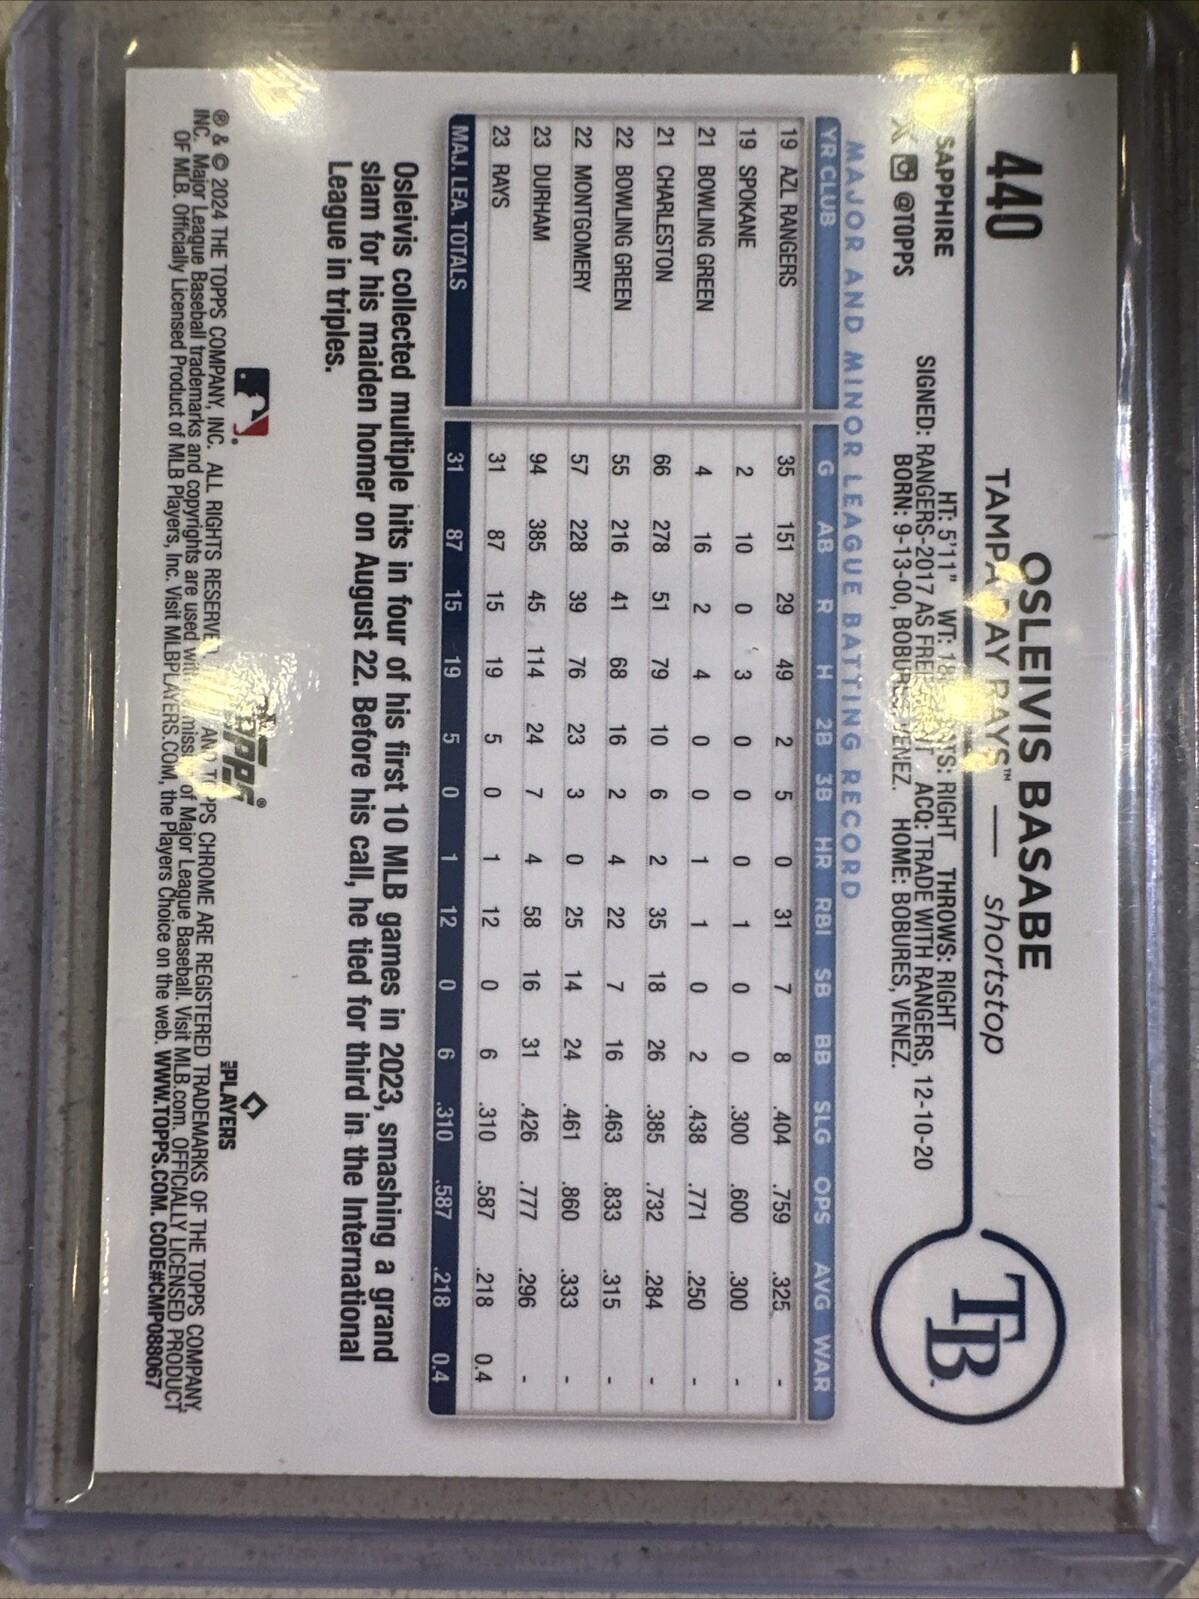 440
OSLEIVIS BASABE
TAMPA BAY RAYS™ — shortstop
TB
SAPPHIRE
@TOPPS
HT: 5'11" WT: RIGHT THROWS: RIGHT
SIGNED: RANGERS-2017 AS ACQ: TRADE WITH RANGERS, 12-10-20
BORN: 9-13-00, VENEZ. HOME: BOBURES, VENEZ.
MAJOR AND MINOR LEAGUE BATTING RECORD
YR CLUB G AB R H 2B 3B HR RBI SB BB SLG OPS AVG WAR
19 AZL RANGERS 35 151 29 49 2 5 0 31 7 8 .404 .759 .325 -
19 SPOKANE 2 10 0 3 0 0 0 1 0 0 .300 .600 .300 -
21 BOWLING GREEN 4 16 2 4 0 0 1 1 0 2 .438 .771 .250 -
21 CHARLESTON 66 278 51 79 10 6 2 35 18 26 .385 .732 .284 -
22 BOWLING GREEN 55 216 41 68 16 2 4 22 7 16 .463 .833 .315 -
22 MONTGOMERY 57 228 39 76 23 3 0 25 14 24 .461 .860 .333 -
23 DURHAM 94 385 45 114 24 7 4 58 16 31 .426 .777 .296 -
23 RAYS 31 87 15 19 5 0 1 12 0 6 .310 .587 .218 0.4
MAJ. LEA. TOTALS 31 87 15 19 5 0 1 12 0 6 .310 .587 .218 0.4
Osleivis collected multiple hits in four of his first 10 MLB games in 2023, smashing a grand
slam for his maiden homer on August 22. Before his call, he tied for third in the International
League in triples.
TOPPS®
MLB PLAYERS
® & © 2024 THE TOPPS COMPANY, INC. ALL RIGHTS RESERVED. AND TOPPS CHROME ARE REGISTERED TRADEMARKS OF THE TOPPS COMPANY,
INC. Major League Baseball trademarks and copyrights are used with permission of Major League Baseball. Visit MLB.com. OFFICIALLY LICENSED PRODUCT
OF MLB. Officially Licensed Product of MLB Players, Inc. Visit MLBPLAYERS.COM, the Players Choice on the web. WWW.TOPPS.COM. CODE#CMP088067